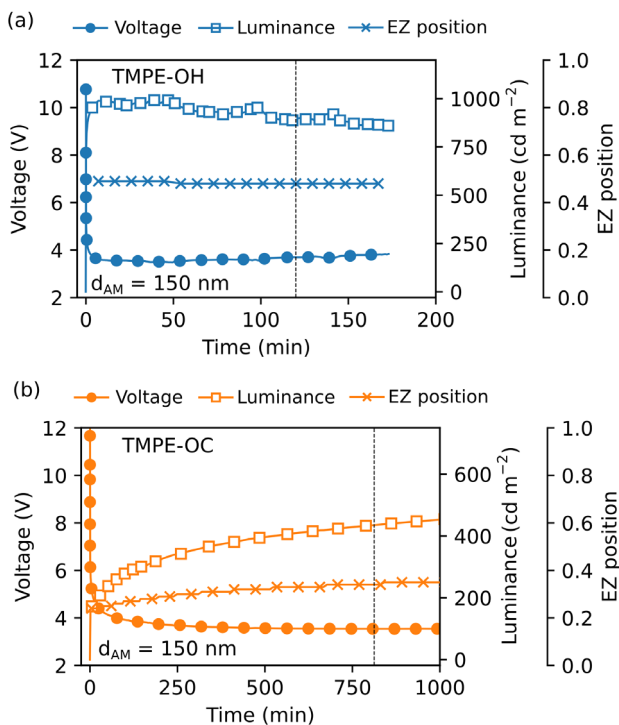 (a)
Voltage Luminance EZ position
TMPE-OH
d_AM = 150 nm
12
10
8
6
4
2
Voltage (V)
0 50 100 150 200
Time (min)
1000
750
500
250
0
Luminance (cd m⁻²)
1.0
0.8
0.6
0.4
0.2
0.0
EZ position
(b)
Voltage Luminance EZ position
TMPE-OC
d_AM = 150 nm
12
10
8
6
4
2
Voltage (V)
0 250 500 750 1000
Time (min)
600
400
200
0
Luminance (cd m⁻²)
1.0
0.8
0.6
0.4
0.2
0.0
EZ position